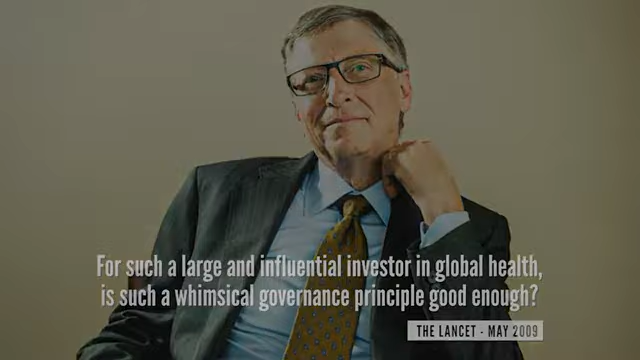 For such a large and influential investor in global health,
is such a whimsical governance principle good enough?
THE LANCET - MAY 2009